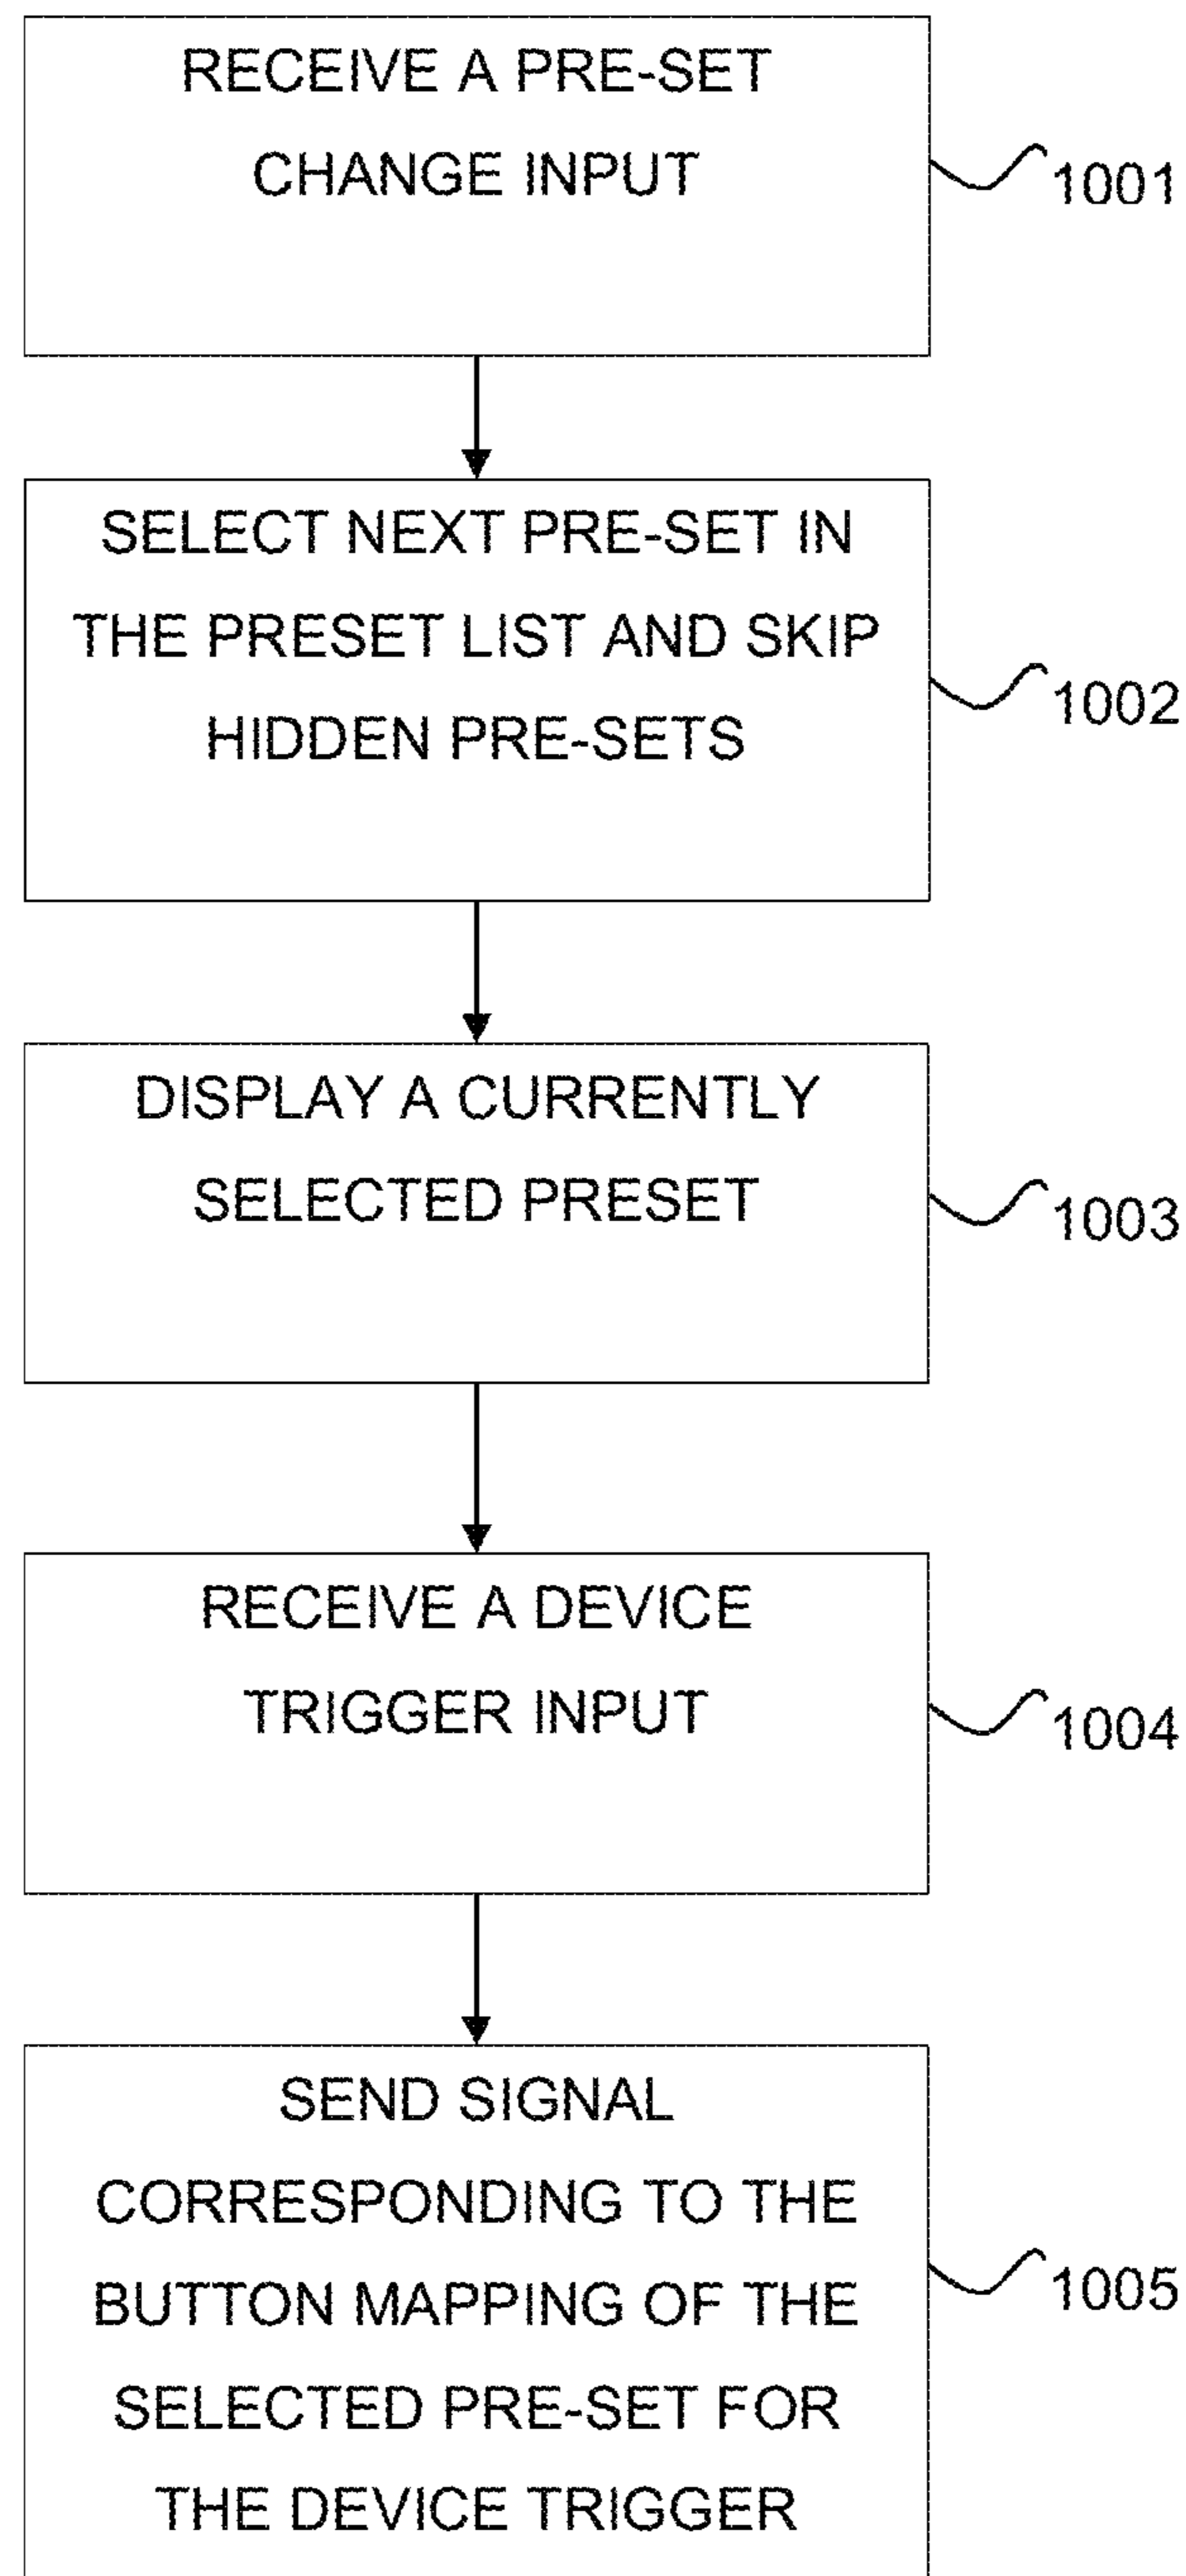 RECEIVE A PRE-SET
CHANGE INPUT
1001
SELECT NEXT PRE-SET IN
THE PRESET LIST AND SKIP
HIDDEN PRE-SETS
1002
DISPLAY A CURRENTLY
SELECTED PRESET
1003
RECEIVE A DEVICE
TRIGGER INPUT
1004
SEND SIGNAL
CORRESPONDING TO THE
BUTTON MAPPING OF THE
SELECTED PRE-SET FOR
THE DEVICE TRIGGER
1005